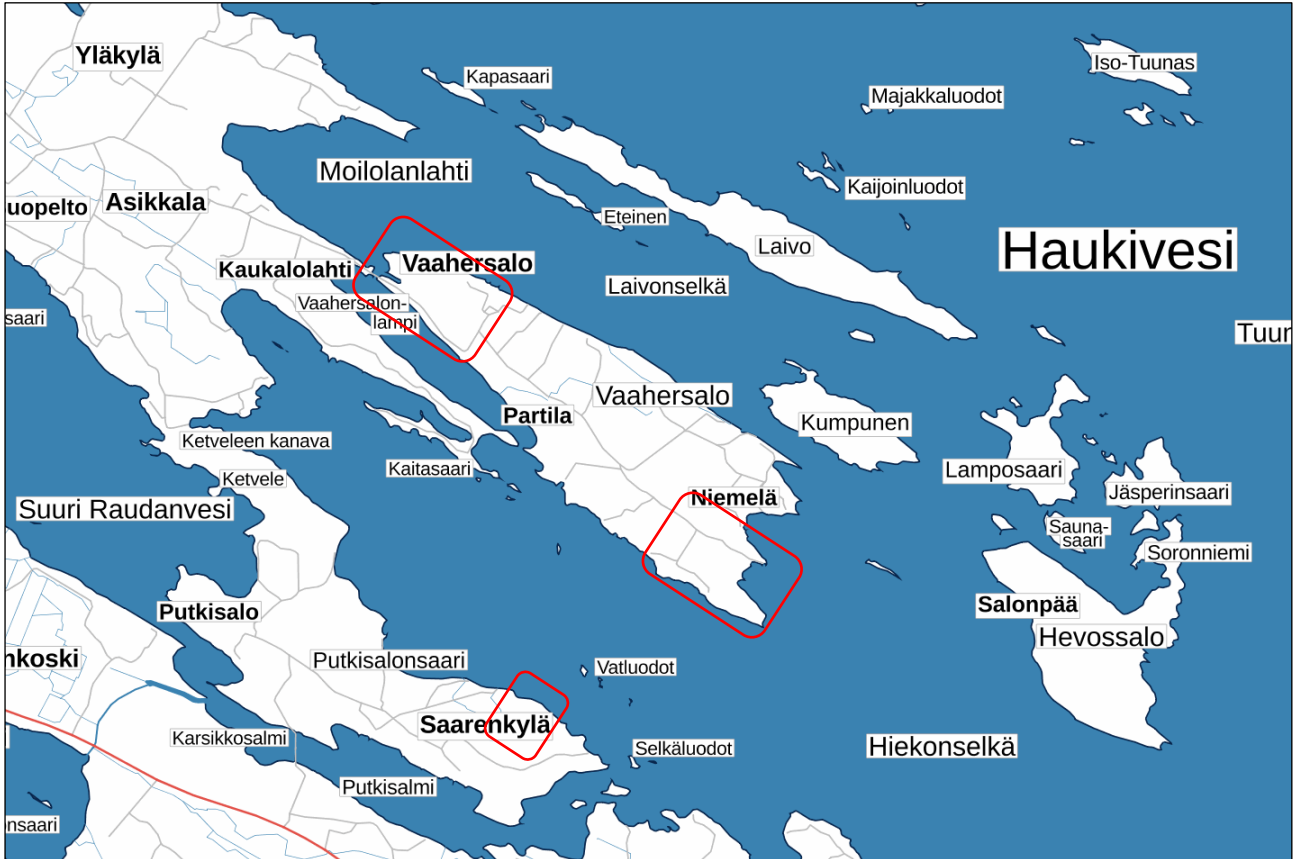 Yläkylä
Iso-Tuunas
Kapasaari
Majakkaluodot
Moilolanlahti
Kaijoinluodot
uopelto
Asikkala
Eteinen
Laivo
Haukivesi
Kaukalolahti
Vaahersalo
Laivonselkä
Vaahersalon-
lampi
saari
Tuur
Vaahersalo
Partila
Kumpunen
Ketveleen kanava
Kaitasaari
Lamposaari
Ketvele
Niemelä
Jäsperinsaari
Suuri Raudanvesi
Sauna-
saari
Soronniemi
Putkisalo
Salonpää
Hevossalo
nkoski
Putkisalonsaari
Vatluodot
Saarenkylä
Karsikkosalmi
Selkäluodot
Hiekonselkä
Putkisalmi
nsaari